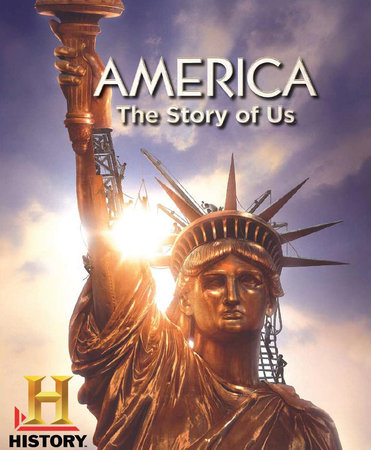 AMERICA
The Story of Us
H
HISTORY.